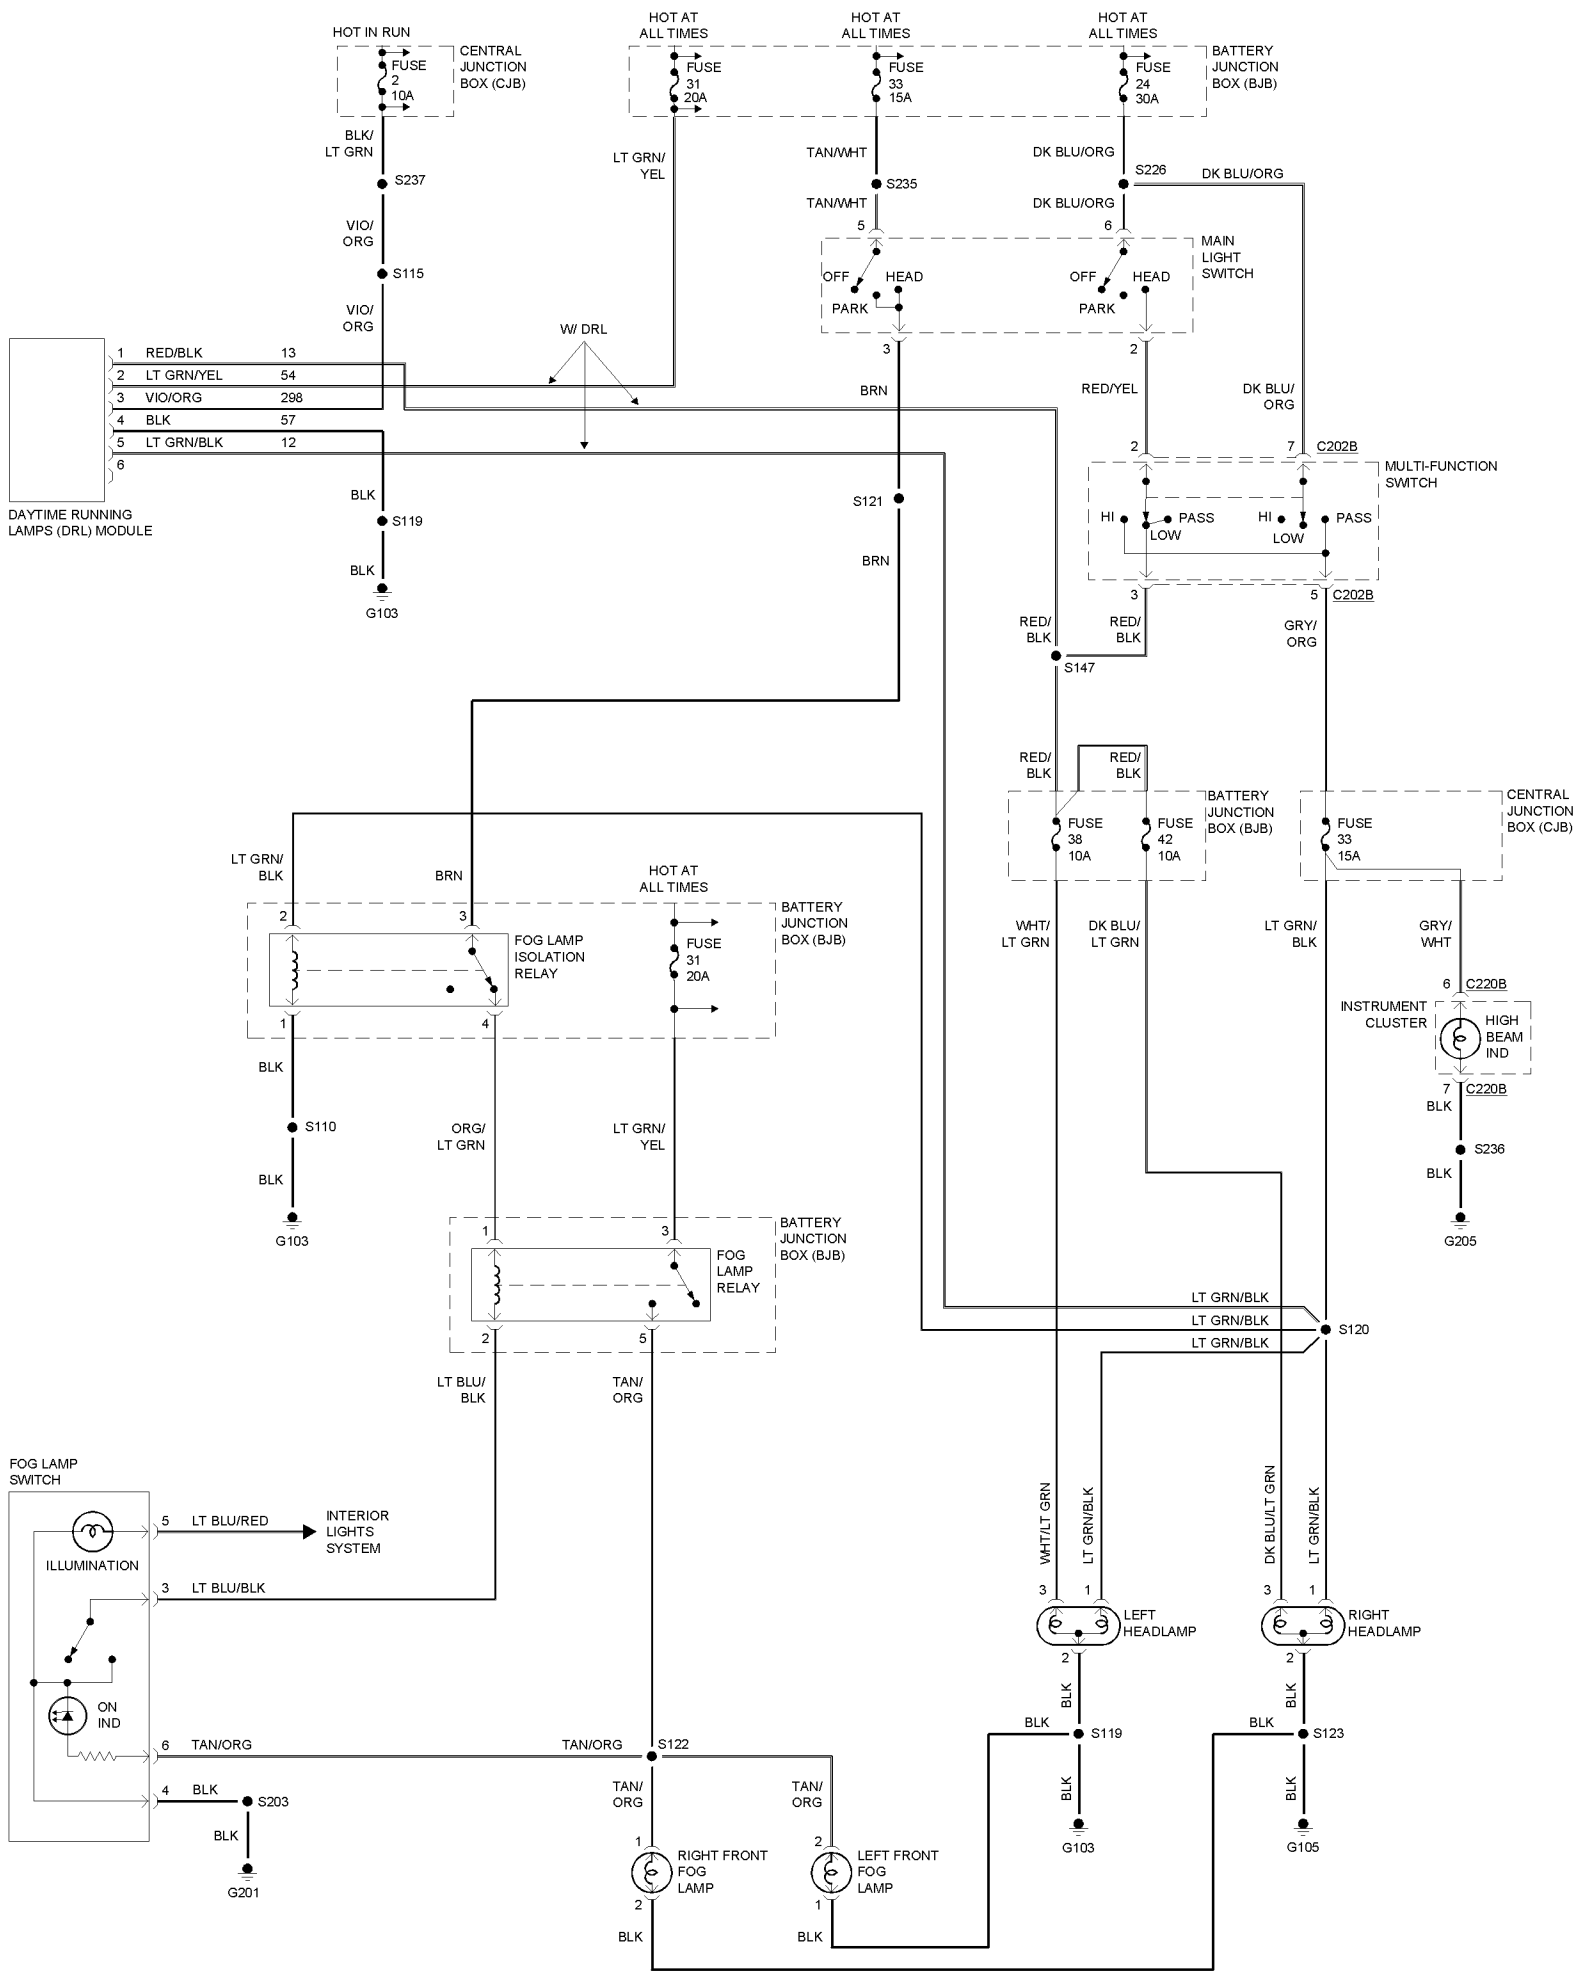 HOT IN RUN
CENTRAL
JUNCTION
BOX (CJB)
FUSE
2
10A
HOT AT
ALL TIMES
FUSE
31
20A
HOT AT
ALL TIMES
FUSE
33
15A
HOT AT
ALL TIMES
FUSE
24
30A
BATTERY
JUNCTION
BOX (BJB)
BLK/
LT GRN
S237
VIO/
ORG
S115
VIO/
ORG
LT GRN/
YEL
TAN/WHT
S235
TAN/WHT
5
DK BLU/ORG
S226
DK BLU/ORG
DK BLU/ORG
6
MAIN
LIGHT
SWITCH
OFF
HEAD
PARK
OFF
HEAD
PARK
3
2
W/ DRL
1 RED/BLK 13
2 LT GRN/YEL 54
3 VIO/ORG 298
4 BLK 57
5 LT GRN/BLK 12
6
DAYTIME RUNNING
LAMPS (DRL) MODULE
BLK
S119
BLK
G103
BRN
S121
BRN
RED/YEL
DK BLU/
ORG
2
7 C202B
MULTI-FUNCTION
SWITCH
HI
PASS
LOW
HI
PASS
LOW
3
5 C202B
RED/
BLK
RED/
BLK
GRY/
ORG
S147
RED/
BLK
RED/
BLK
BATTERY
JUNCTION
BOX (BJB)
FUSE
38
10A
FUSE
42
10A
CENTRAL
JUNCTION
BOX (CJB)
FUSE
33
15A
LT GRN/
BLK
BRN
HOT AT
ALL TIMES
2
3
BATTERY
JUNCTION
BOX (BJB)
FOG LAMP
ISOLATION
RELAY
FUSE
31
20A
1
4
WHT/
LT GRN
DK BLU/
LT GRN
LT GRN/
BLK
GRY/
WHT
6 C220B
INSTRUMENT
CLUSTER
HIGH
BEAM
IND
7 C220B
BLK
S236
BLK
G205
BLK
S110
BLK
G103
ORG/
LT GRN
LT GRN/
YEL
1
3
BATTERY
JUNCTION
BOX (BJB)
FOG
LAMP
RELAY
2
5
LT GRN/BLK
LT GRN/BLK
LT GRN/BLK
S120
LT BLU/
BLK
TAN/
ORG
FOG LAMP
SWITCH
5 LT BLU/RED
INTERIOR
LIGHTS
SYSTEM
ILLUMINATION
3 LT BLU/BLK
ON
IND
6 TAN/ORG
TAN/ORG
S122
4 BLK
S203
BLK
G201
WHT/LT GRN
LT GRN/BLK
DK BLU/LT GRN
LT GRN/BLK
3
1
LEFT
HEADLAMP
2
3
1
RIGHT
HEADLAMP
2
BLK
BLK
BLK
S119
BLK
S123
BLK
BLK
G103
G105
TAN/
ORG
TAN/
ORG
1
RIGHT FRONT
FOG
LAMP
2
2
LEFT FRONT
FOG
LAMP
1
BLK
BLK